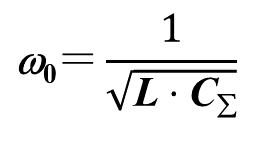 ω₀ = 1 / √(L · C_Σ)